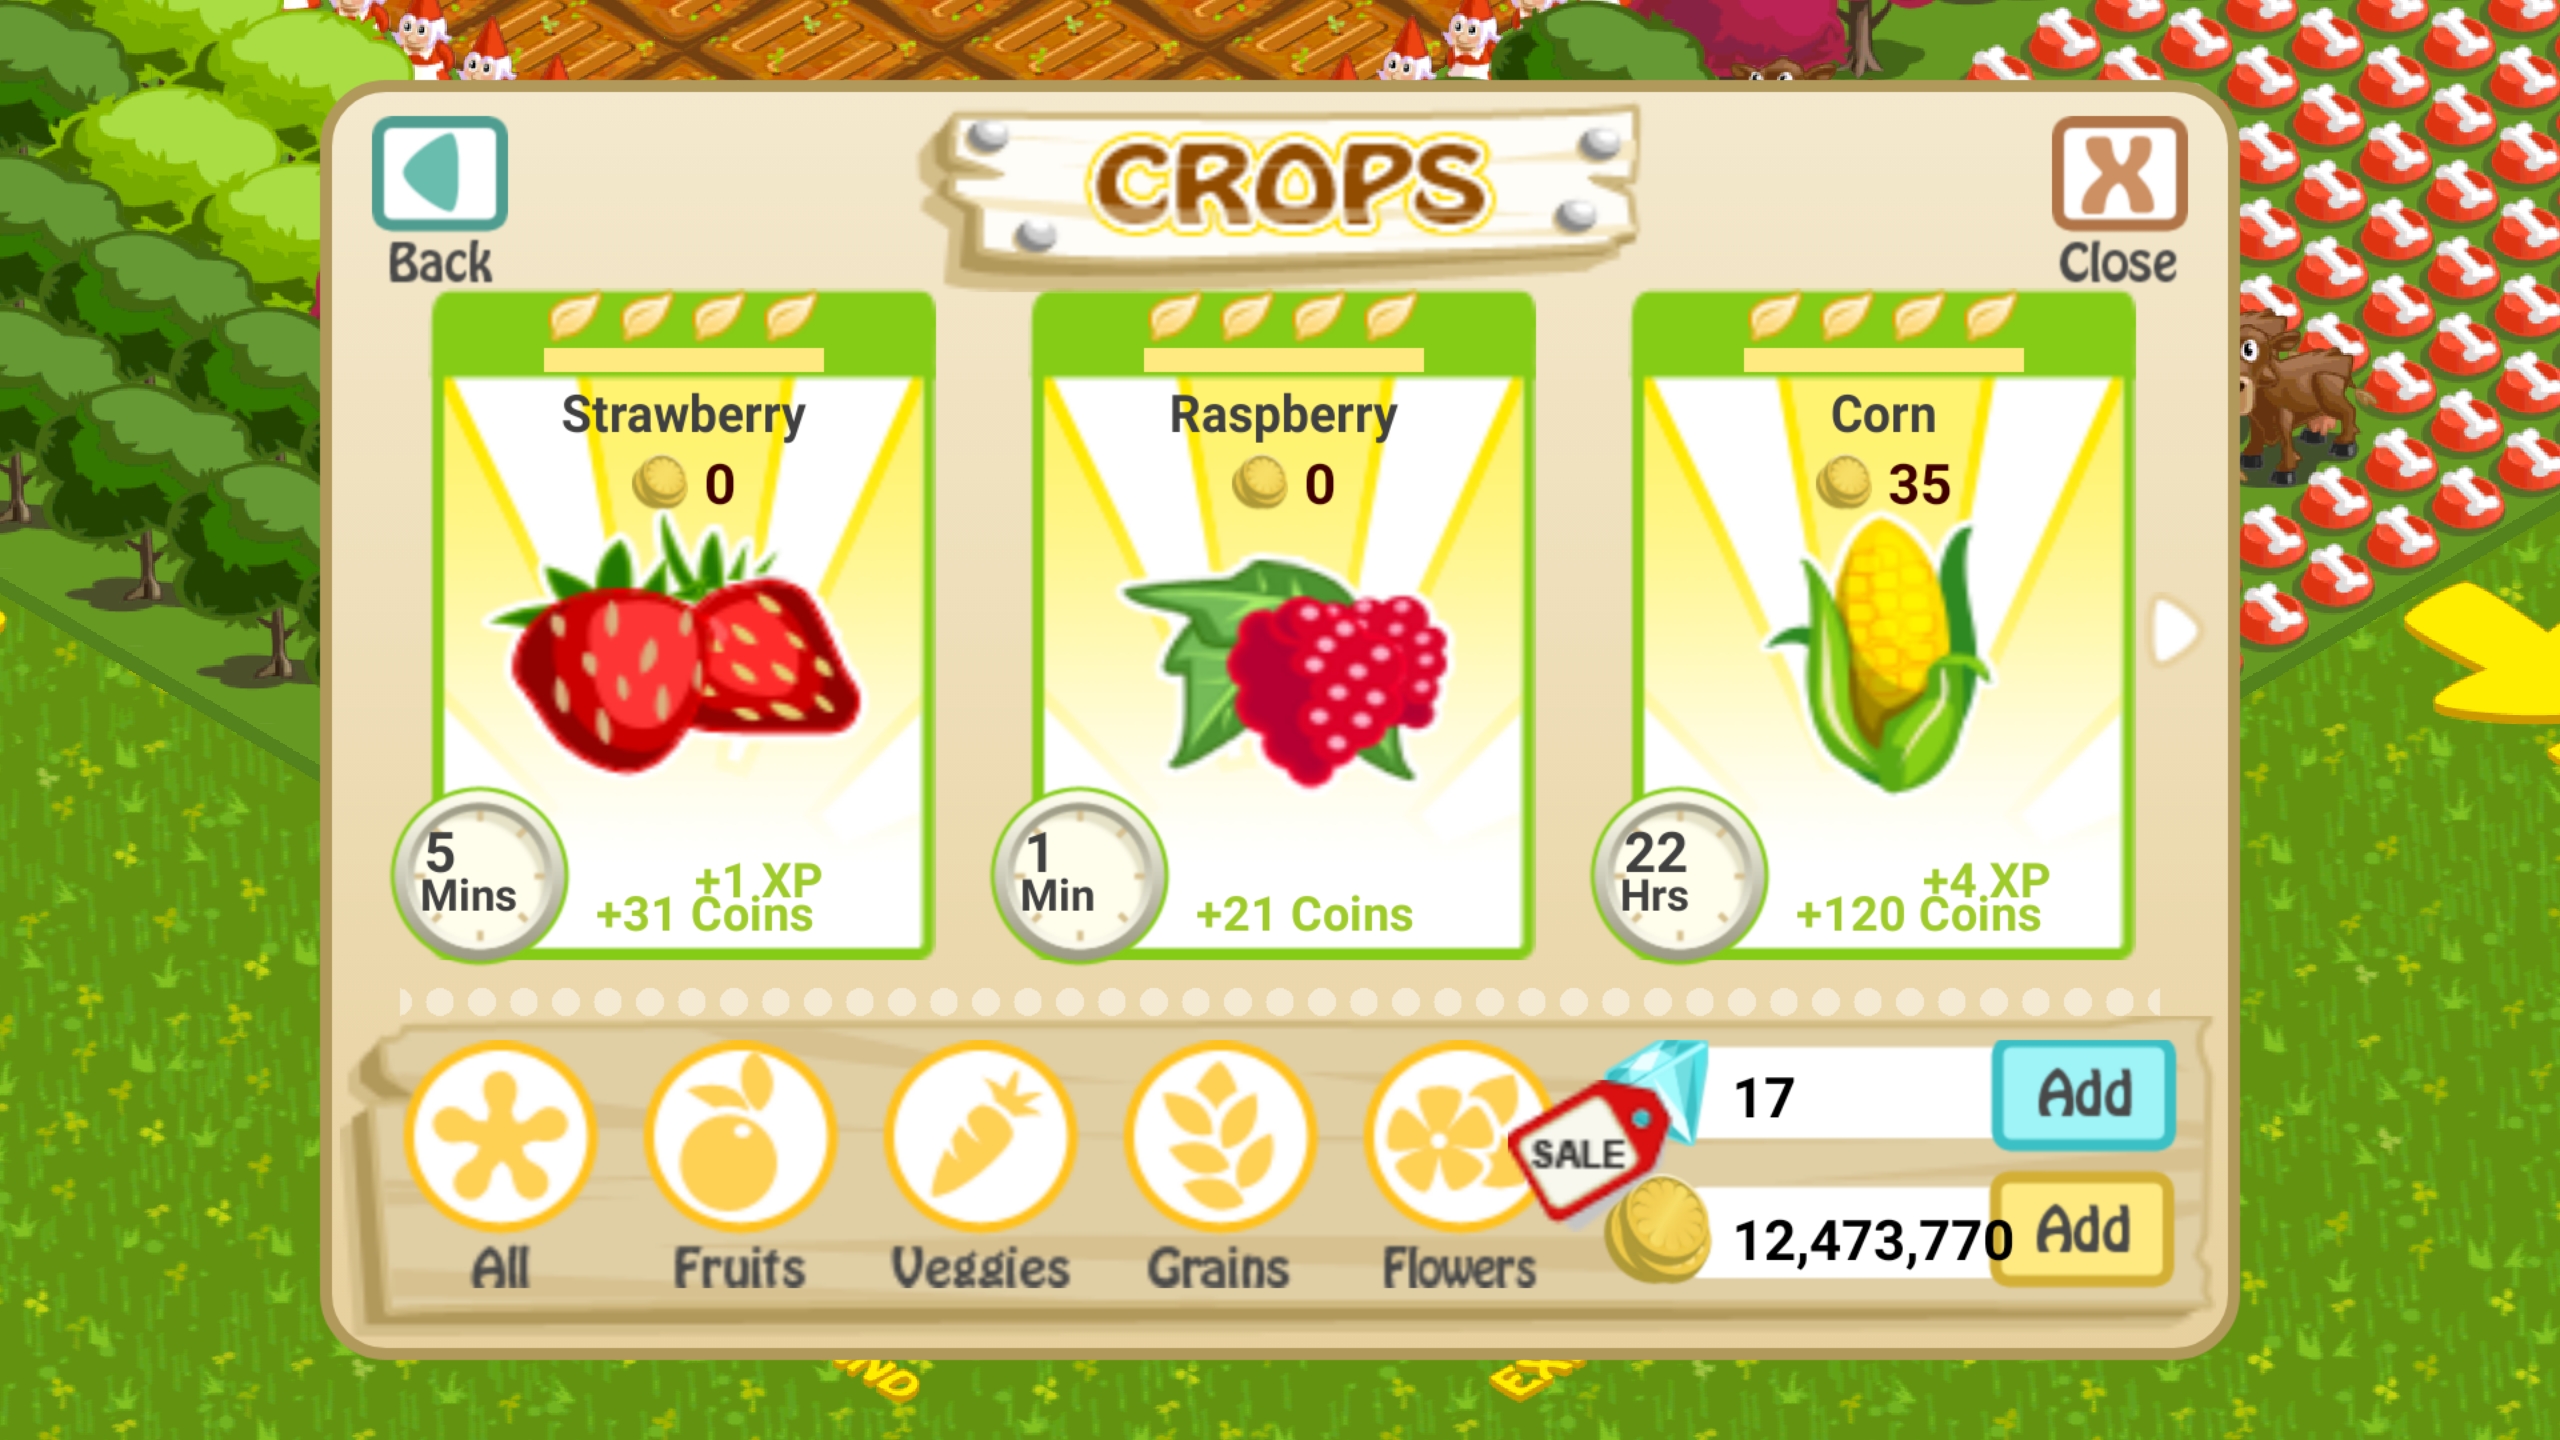 CROPS
Back
Close
Strawberry
0
5
Mins
+1 XP
+31 Coins
Raspberry
0
1
Min
+21 Coins
Corn
35
22
Hrs
+4 XP
+120 Coins
All
Fruits
Veggies
Grains
Flowers
SALE
17
Add
12,473,770
Add